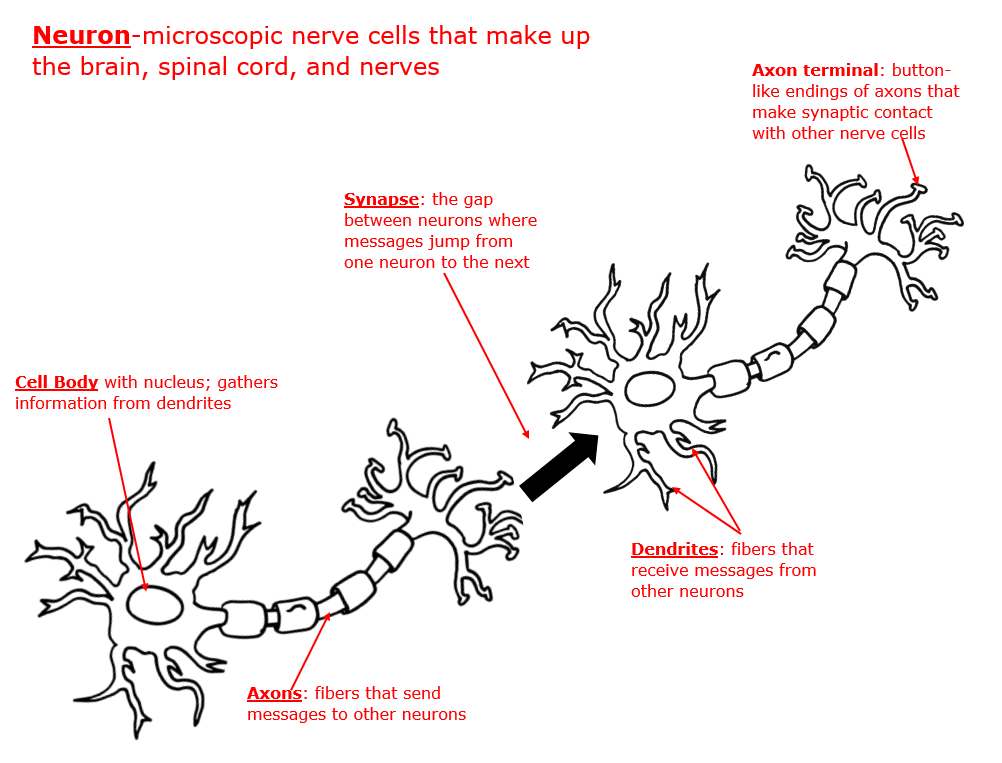 Neuron-microscopic nerve cells that make up
the brain, spinal cord, and nerves
Axon terminal: button-
like endings of axons that
make synaptic contact
with other nerve cells
Synapse: the gap
between neurons where
messages jump from
one neuron to the next
Cell Body with nucleus; gathers
information from dendrites
Dendrites: fibers that
receive messages from
other neurons
Axons: fibers that send
messages to other neurons